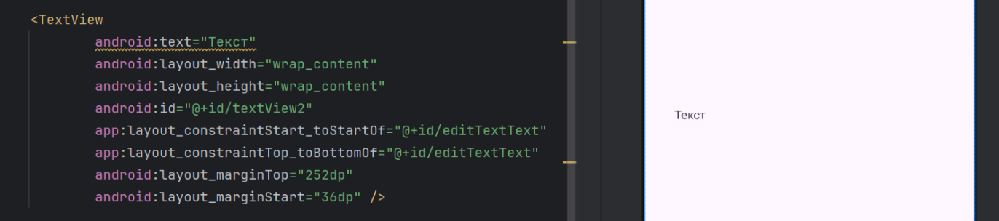 <TextView
android:text="Текст"
android:layout_width="wrap_content"
android:layout_height="wrap_content"
android:id="@+id/textView2"
app:layout_constraintStart_toStartOf="@+id/editTextText"
app:layout_constraintTop_toBottomOf="@+id/editTextText"
android:layout_marginTop="252dp"
android:layout_marginStart="36dp" />
Текст